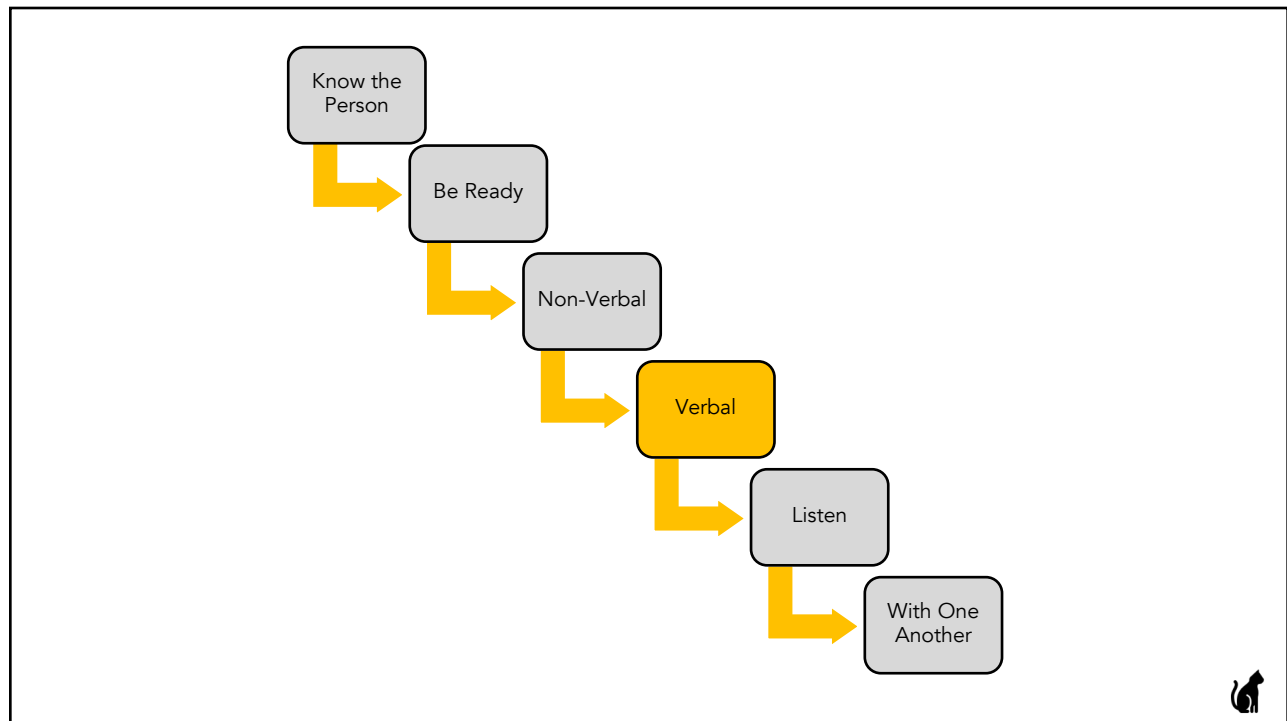 Know the
Person
Be Ready
Non-Verbal
Verbal
Listen
With One
Another